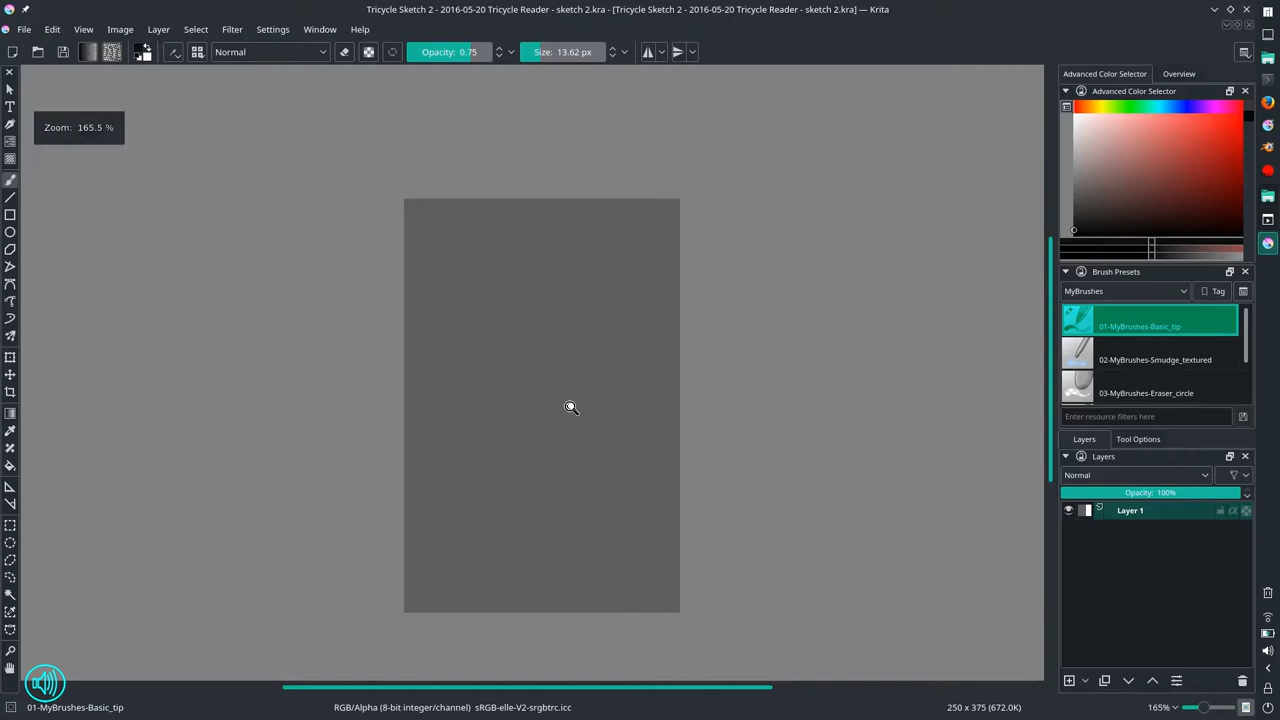 Tricycle Sketch 2 - 2016-05-20 Tricycle Reader - sketch 2.kra - [Tricycle Sketch 2 - 2016-05-20 Tricycle Reader - sketch 2.kra] — Krita
File Edit View Image Layer Select Filter Settings Window Help
Normal Opacity: 0.75 Size: 13.62 px
Advanced Color Selector Overview
Advanced Color Selector
Zoom: 165.5 %
Brush Presets
MyBrushes Tag
01-MyBrushes-Basic_tip
02-MyBrushes-Smudge_textured
03-MyBrushes-Eraser_circle
Enter resource filters here
Layers Tool Options
Layers
Normal
Opacity: 100%
Layer 1
01-MyBrushes-Basic_tip RGB/Alpha (8-bit integer/channel) sRGB-elle-V2-srgbtrc.icc 250 x 375 (672.0K) 165%